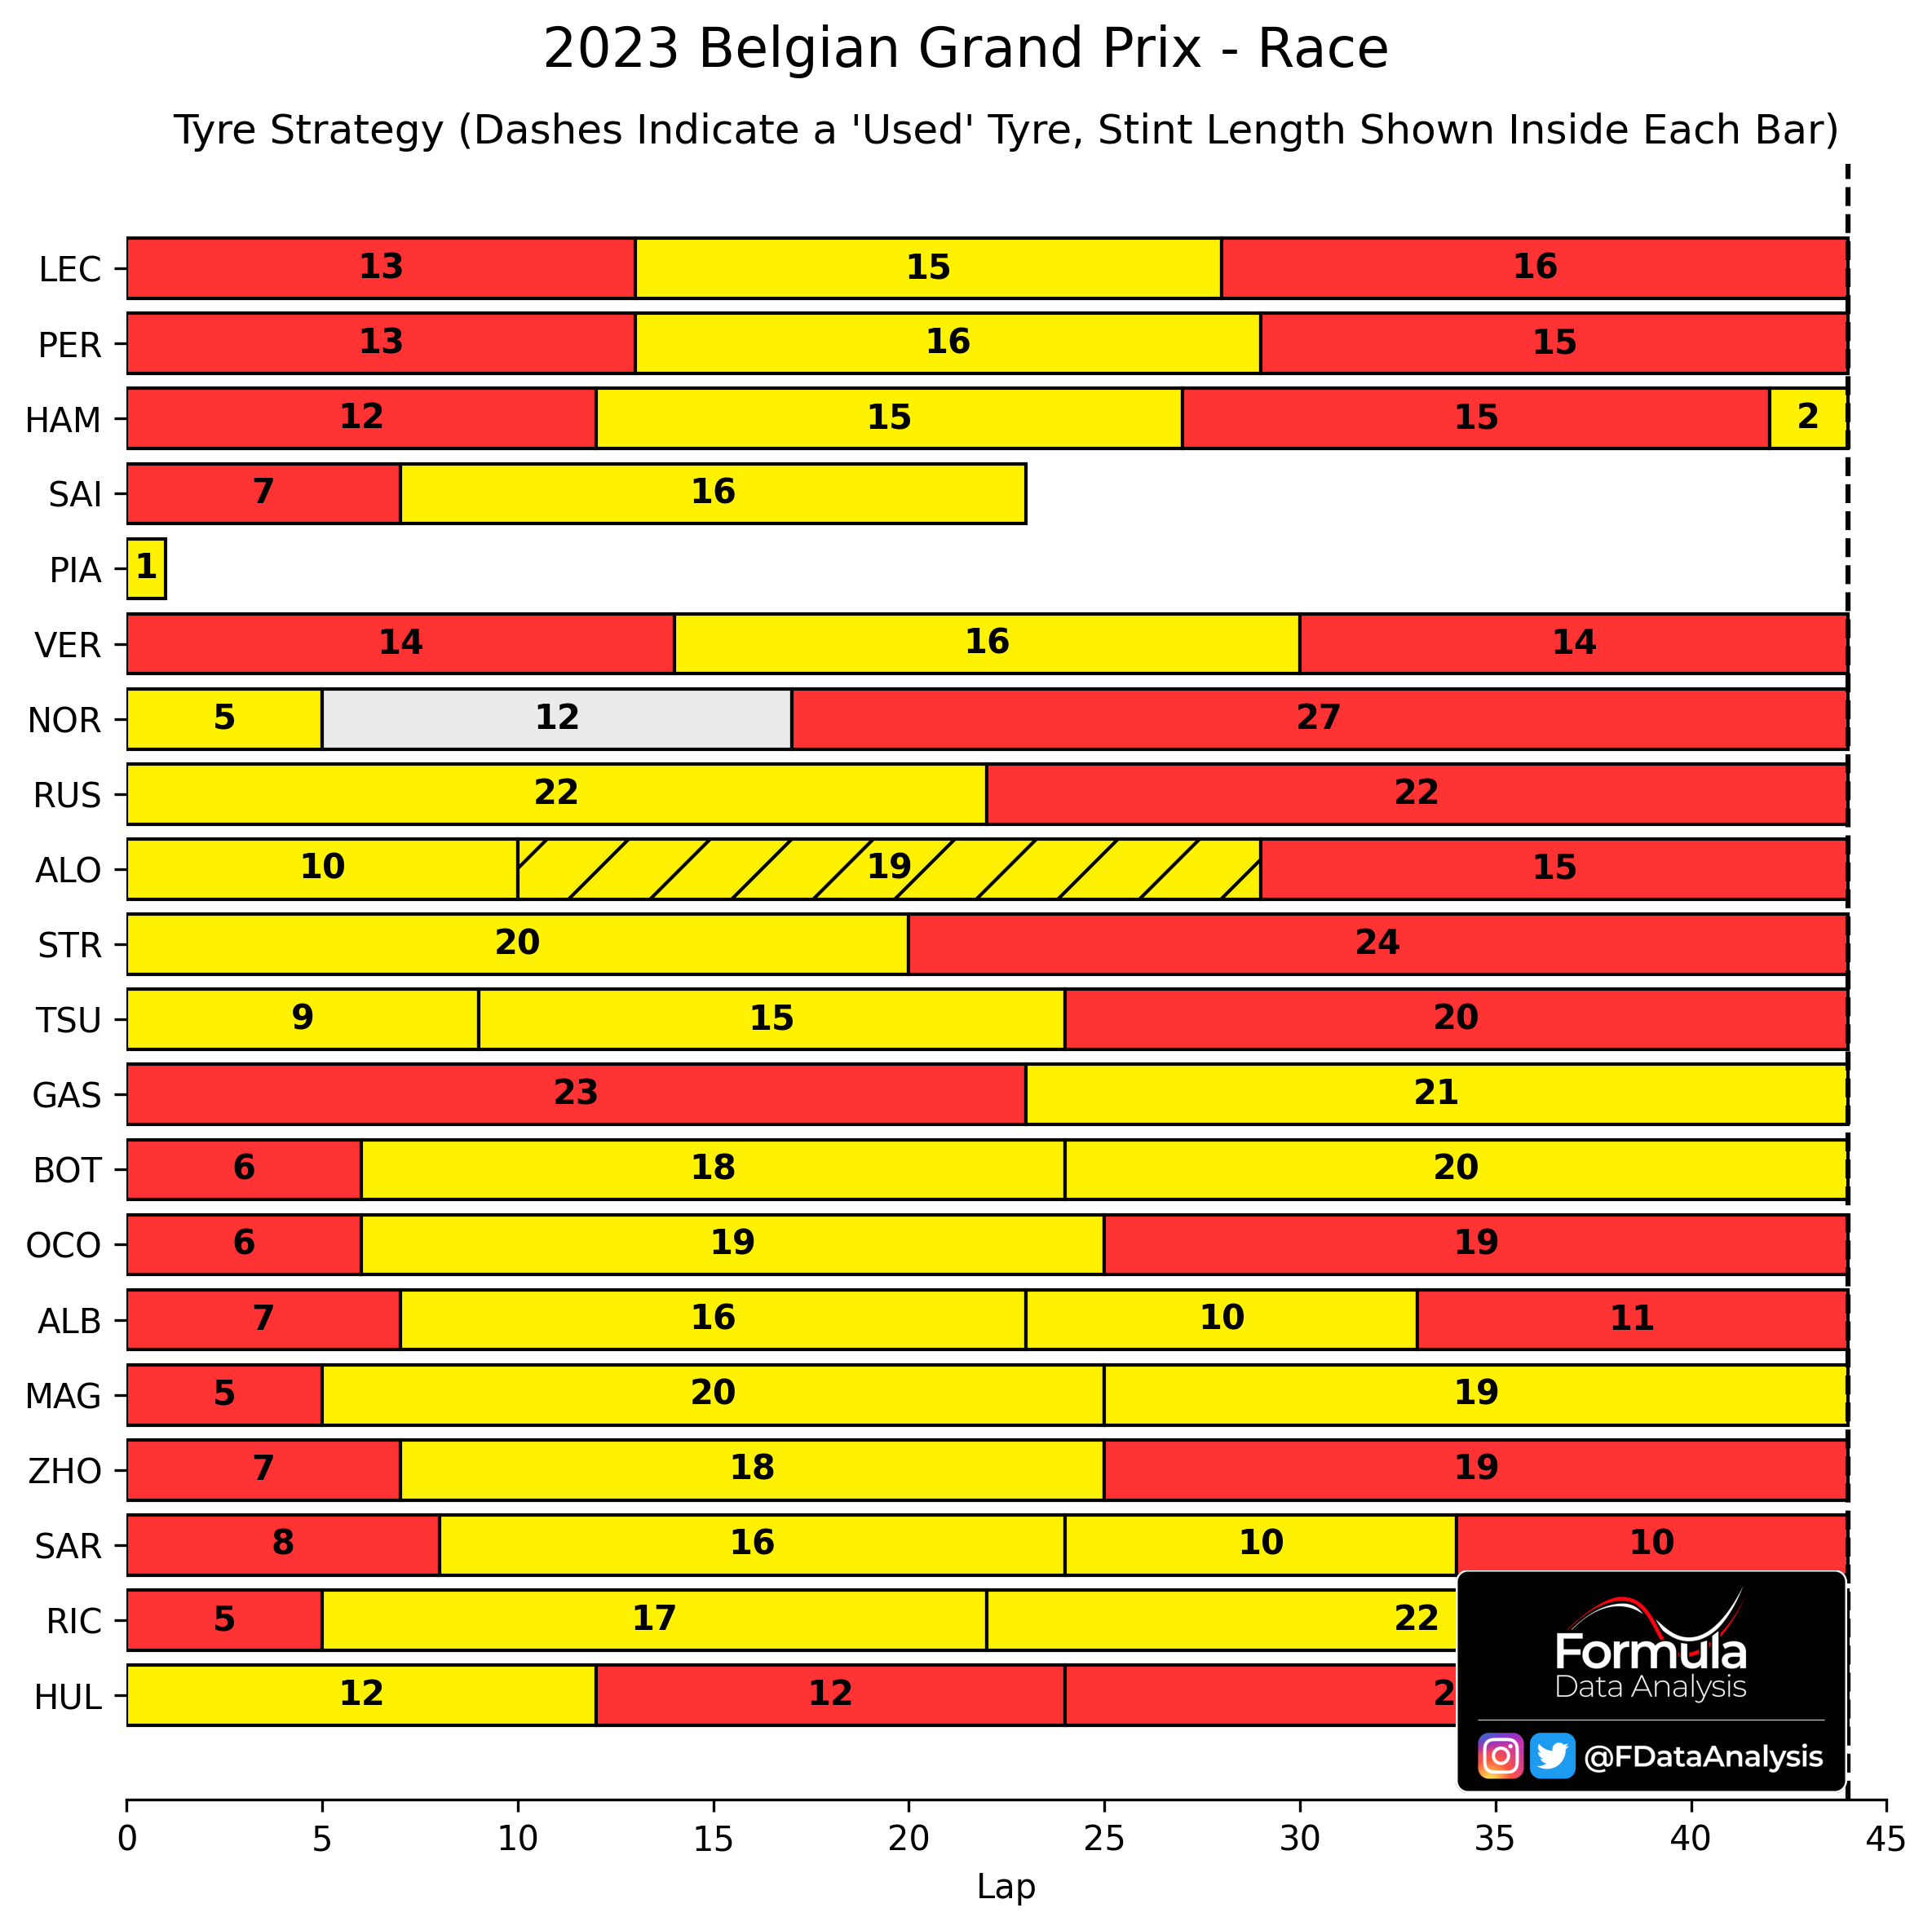 2023 Belgian Grand Prix - Race
Tyre Strategy (Dashes Indicate a 'Used' Tyre, Stint Length Shown Inside Each Bar)
LEC 13 15 16
PER 13 16 15
HAM 12 15 15 2
SAI 7 16
PIA 1
VER 14 16 14
NOR 5 12 27
RUS 22 22
ALO 10 19 15
STR 20 24
TSU 9 15 20
GAS 23 21
BOT 6 18 20
OCO 6 19 19
ALB 7 16 10 11
MAG 5 20 19
ZHO 7 18 19
SAR 8 16 10 10
RIC 5 17 22
HUL 12 12
Formula
Data Analysis
@FDataAnalysis
0 5 10 15 20 25 30 35 40 45
Lap